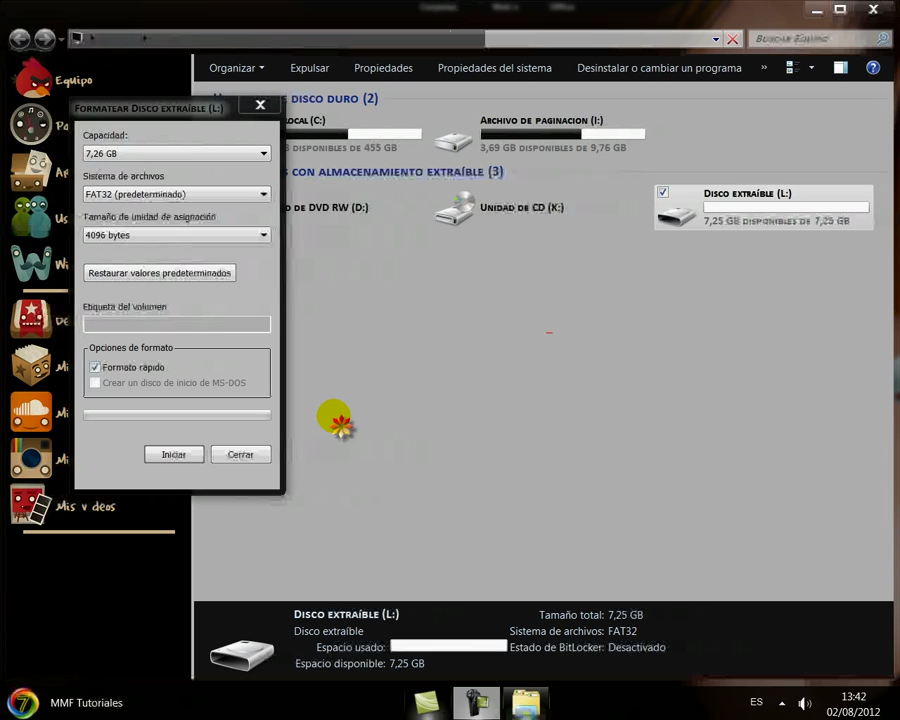 Buscar Equipo
Organizar
Expulsar
Propiedades
Propiedades del sistema
Desinstalar o cambiar un programa
»
Equipo
Formatear Disco extraíble (L:)
Capacidad:
7,26 GB
Sistema de archivos
FAT32 (predeterminado)
Tamaño de unidad de asignación
4096 bytes
Restaurar valores predeterminados
Etiqueta del volumen
Opciones de formato
Formato rápido
Crear un disco de inicio de MS-DOS
Iniciar
Cerrar
Mis v deos
disco duro (2)
(C:)
disponibles de 455 GB
Archivo de paginacion (I:)
3,69 GB disponibles de 9,76 GB
con almacenamiento extraíble (3)
de DVD RW (D:)
Unidad de CD (K:)
Disco extraíble (L:)
7,25 GB disponibles de 7,25 GB
Disco extraíble (L:)
Tamaño total: 7,25 GB
Disco extraíble
Sistema de archivos: FAT32
Espacio usado:
Estado de BitLocker: Desactivado
Espacio disponible: 7,25 GB
MMF Tutoriales
ES
13:42
02/08/2012